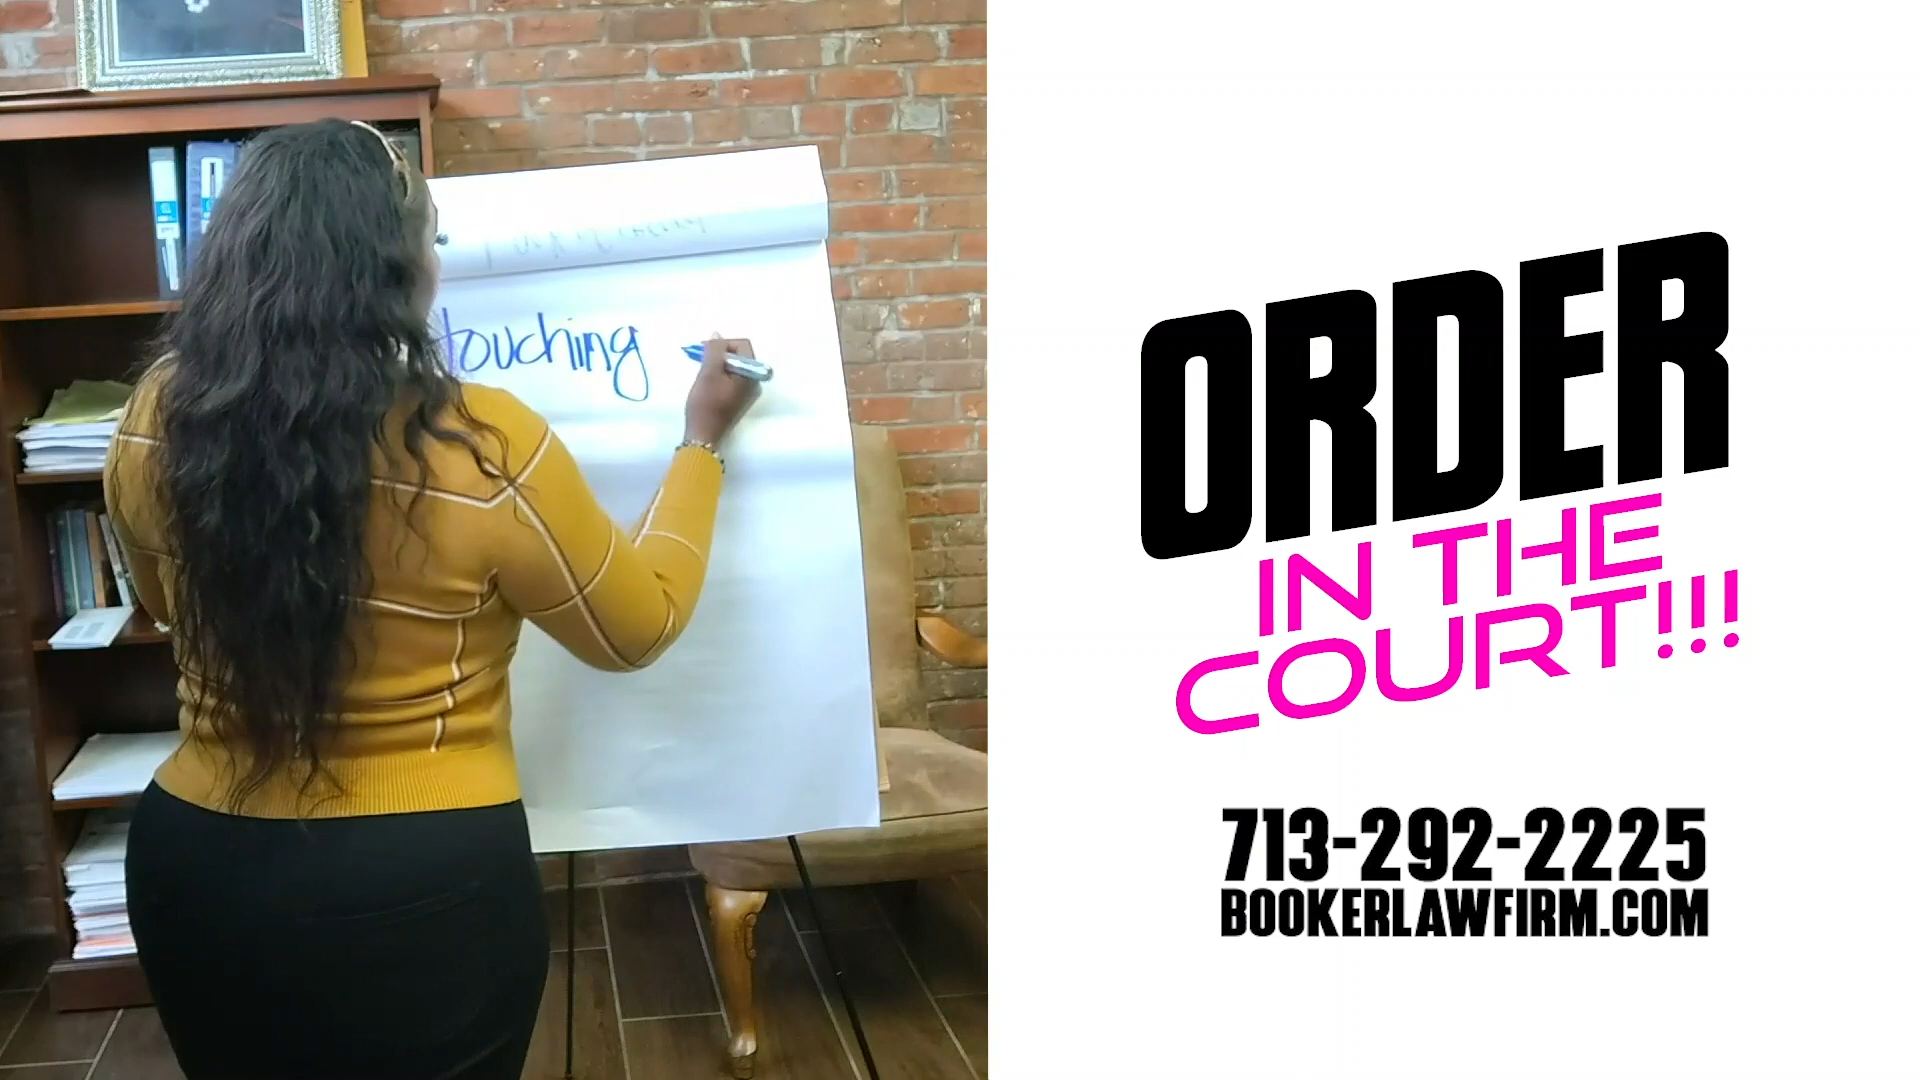 touching
ORDER
IN THE
COURT!!!
713-292-2225
BOOKERLAWFIRM.COM